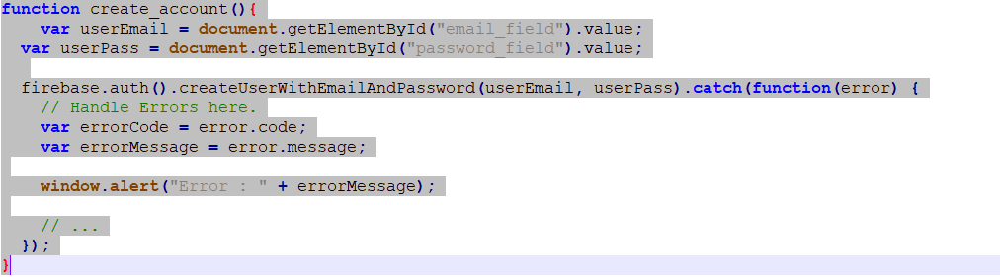 function create_account(){
    var userEmail = document.getElementById("email_field").value;
  var userPass = document.getElementById("password_field").value;
  firebase.auth().createUserWithEmailAndPassword(userEmail, userPass).catch(function(error) {
    // Handle Errors here.
    var errorCode = error.code;
    var errorMessage = error.message;
    window.alert("Error : " + errorMessage);
    // ...
  });
}